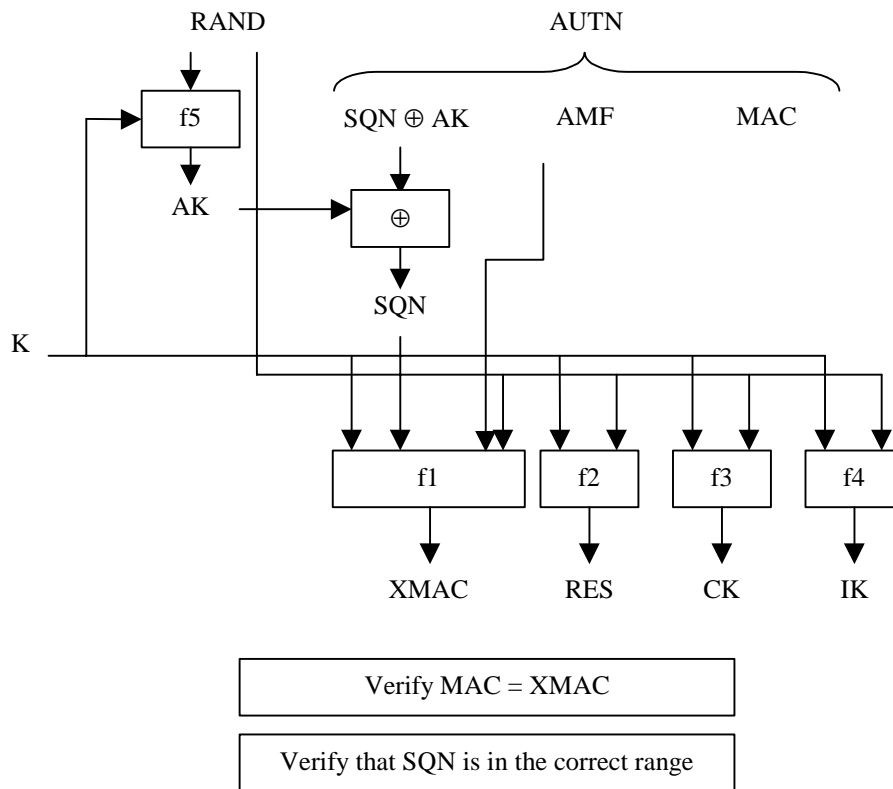 RAND AUTN
f5 SQN ⊕ AK AMF MAC
AK ⊕
SQN
K
f1 f2 f3 f4
XMAC RES CK IK
Verify MAC = XMAC
Verify that SQN is in the correct range